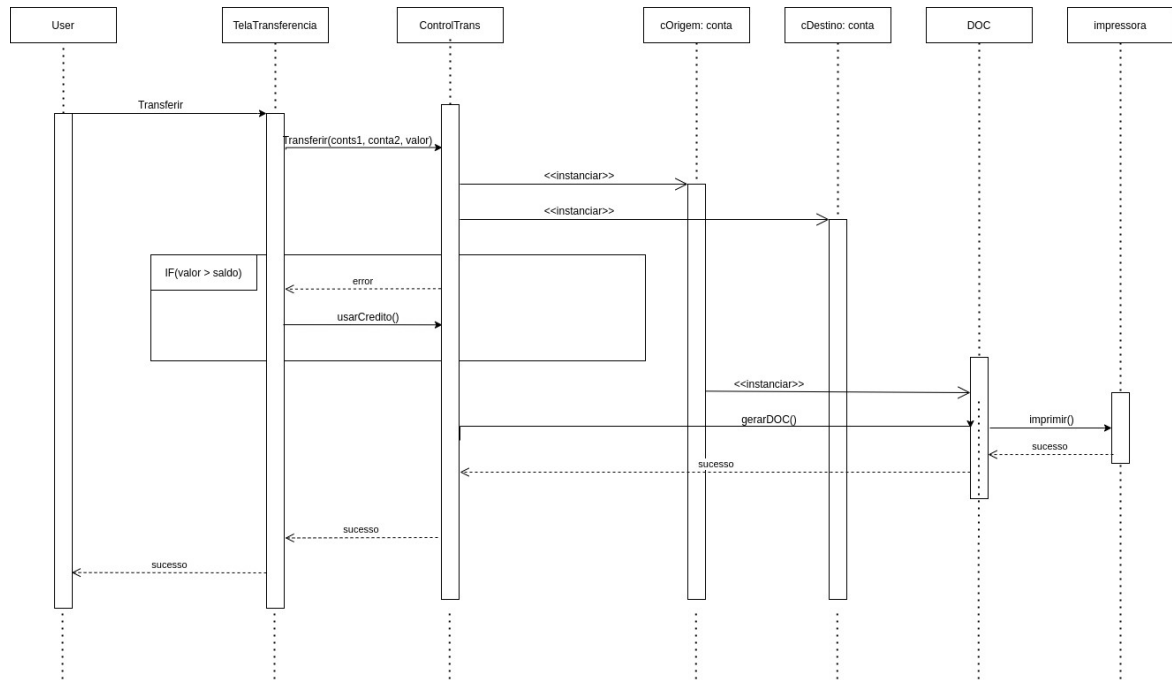 User
TelaTransferencia
ControlTrans
cOrigem: conta
cDestino: conta
DOC
impressora
Transferir
Transferir(conts1, conta2, valor)
<<instanciar>>
<<instanciar>>
IF(valor > saldo)
error
usarCredito()
<<instanciar>>
gerarDOC()
imprimir()
sucesso
sucesso
sucesso
sucesso